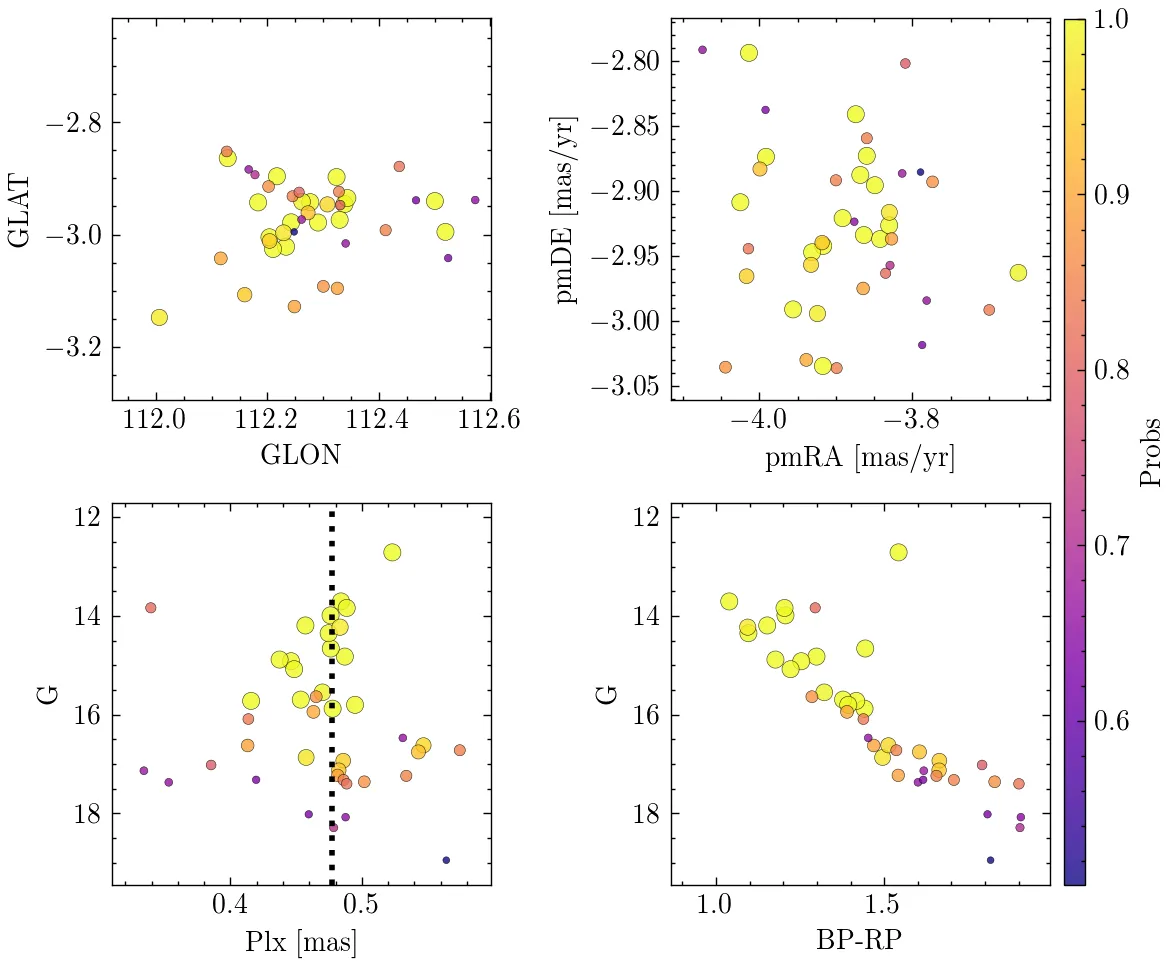 −2.8
−3.0
−3.2
GLAT
112.0 112.2 112.4 112.6
GLON
−2.80
−2.85
−2.90
−2.95
−3.00
−3.05
pmDE [mas/yr]
−4.0 −3.8
pmRA [mas/yr]
12
14
16
18
G
0.4 0.5
Plx [mas]
12
14
16
18
G
1.0 1.5
BP-RP
1.0
0.9
0.8
0.7
0.6
Probs